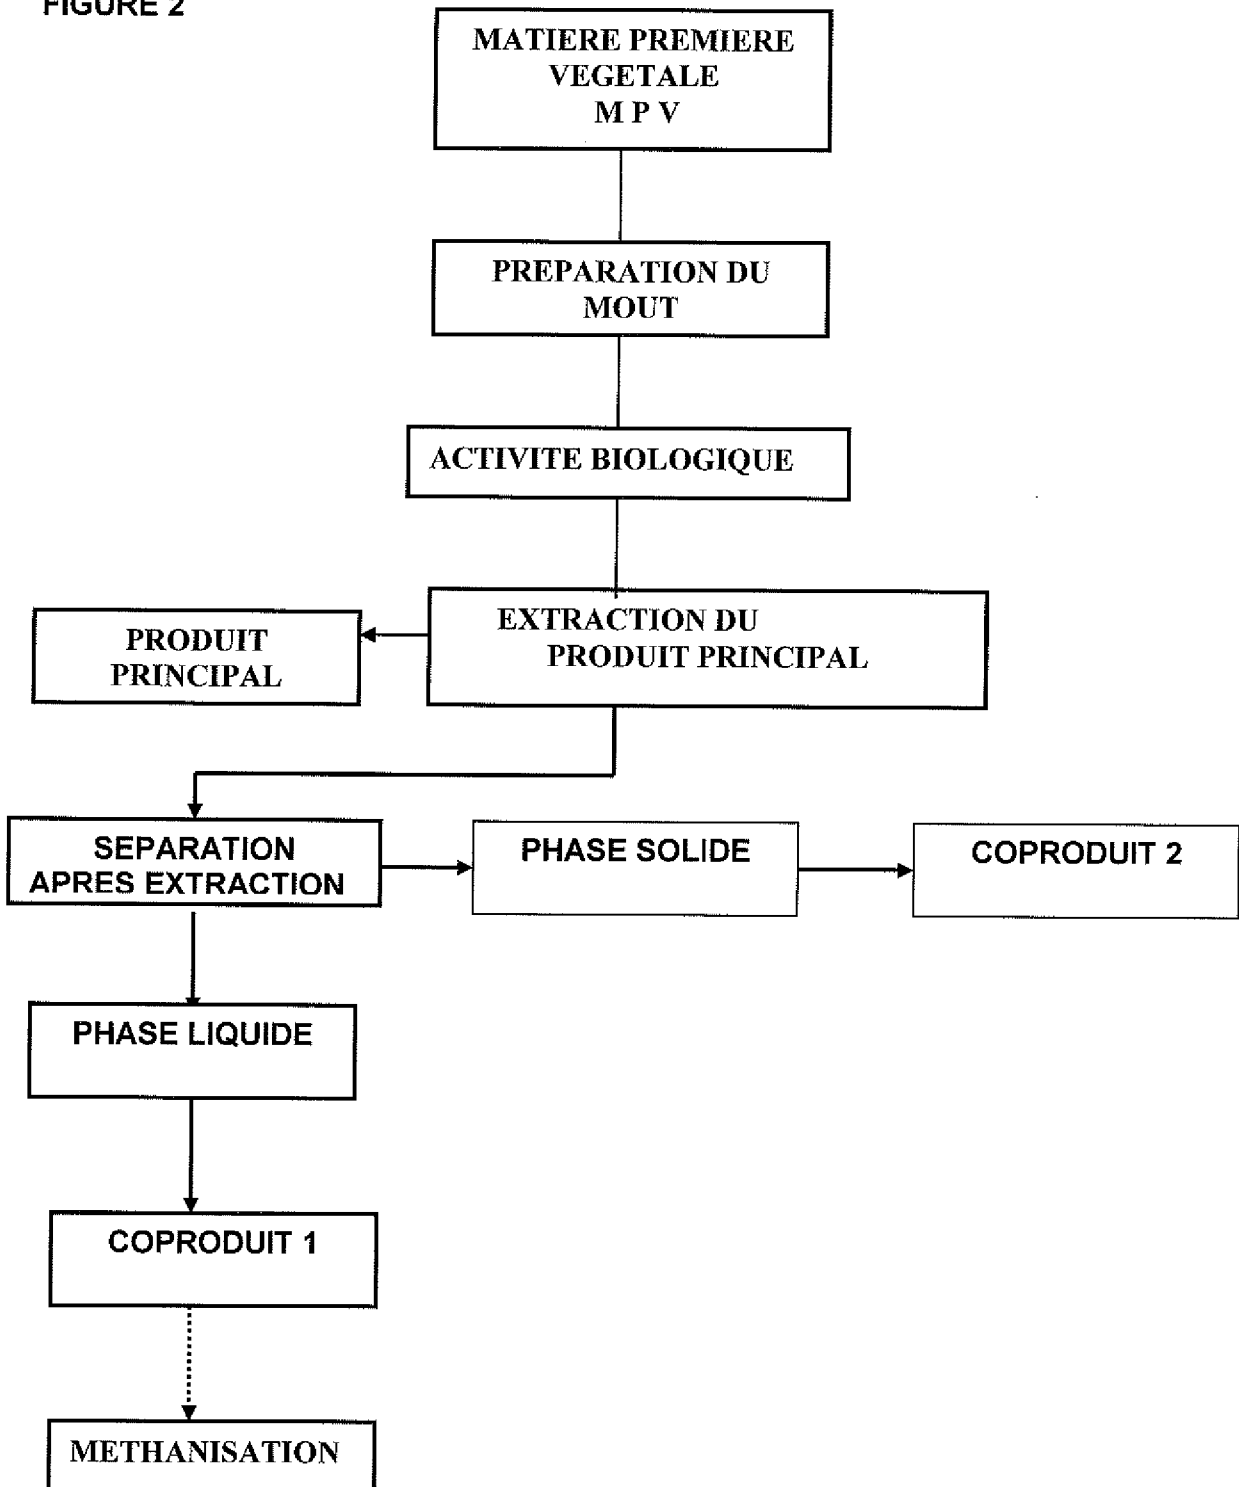 FIGURE 2
MATIERE PREMIERE
VEGETALE
M P V
PREPARATION DU
MOUT
ACTIVITE BIOLOGIQUE
EXTRACTION DU
PRODUIT PRINCIPAL
PRODUIT
PRINCIPAL
SEPARATION
APRES EXTRACTION
PHASE SOLIDE
COPRODUIT 2
PHASE LIQUIDE
COPRODUIT 1
METHANISATION